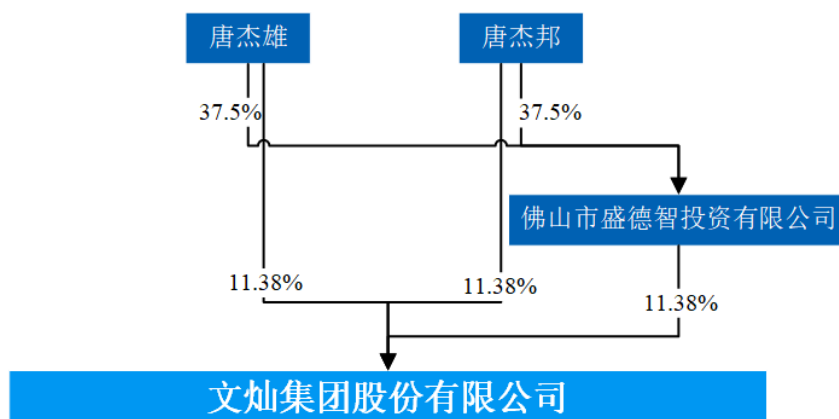 唐杰雄
唐杰邦
37.5%
37.5%
佛山市盛德智投资有限公司
11.38%
11.38%
11.38%
文灿集团股份有限公司